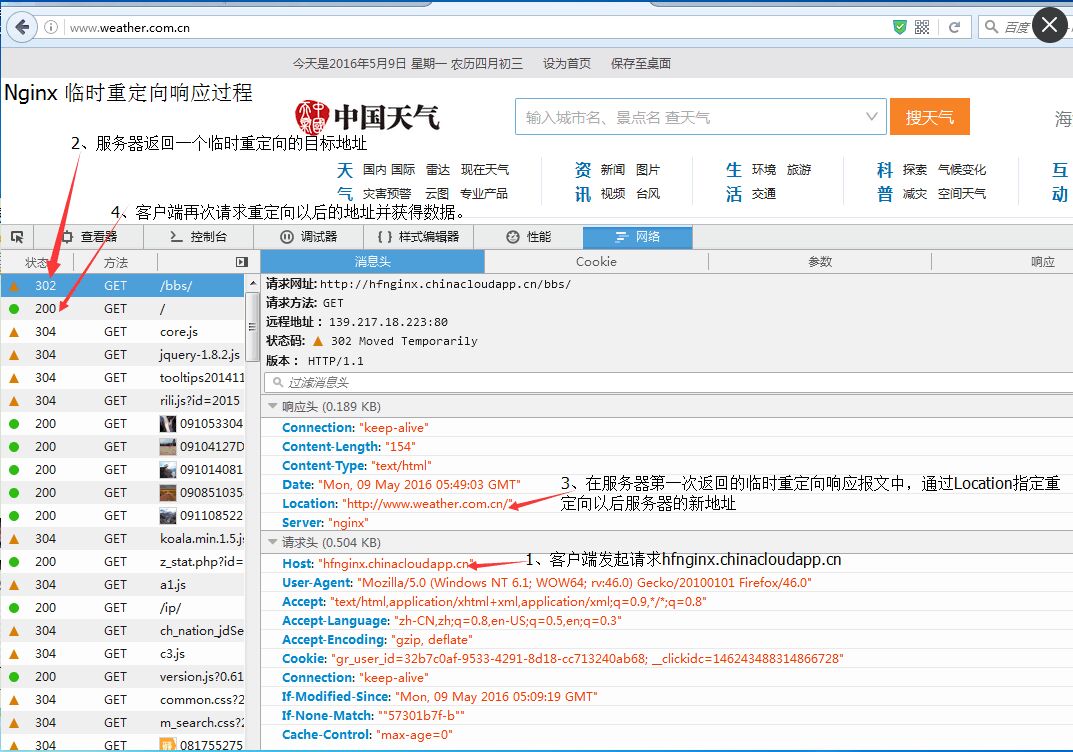 www.weather.com.cn
百度
今天是2016年5月9日 星期一 农历四月初三 设为首页 保存至桌面
Nginx 临时重定向响应过程
中国天气
输入城市名、景点名 查天气
搜天气
海
2、服务器返回一个临时重定向的目标地址
天 国内 国际 雷达 现在天气 资 新闻 图片 生 环境 旅游 科 探索 气候变化 互
气 灾害预警 云图 专业产品 讯 视频 台风 活 交通 普 减灾 空间天气 动
4、客户端再次请求重定向以后的地址并获得数据。
查看器 控制台 调试器 { } 样式编辑器 性能 网络
状态 方法 消息头 Cookie 参数 响应
302 GET /bbs/
200 GET /
304 GET core.js
304 GET jquery-1.8.2.js
304 GET tooltips201411
304 GET rili.js?id=2015
200 GET 091053304
200 GET 09104127D
200 GET 091014081
200 GET 090851035
200 GET 091108522
304 GET koala.min.1.5.js
200 GET z_stat.php?id=
304 GET a1.js
200 GET /ip/
304 GET ch_nation_jdSe
304 GET c3.js
200 GET version.js?0.61
304 GET common.css?2
304 GET m_search.css?2
304 GET 081755275
请求网址: http://hfnginx.chinacloudapp.cn/bbs/
请求方法: GET
远程地址： 139.217.18.223:80
状态码: 302 Moved Temporarily
版本： HTTP/1.1
过滤消息头
响应头 (0.189 KB)
Connection: "keep-alive"
Content-Length: "154"
Content-Type: "text/html"
Date: "Mon, 09 May 2016 05:49:03 GMT"
Location: "http://www.weather.com.cn/"
Server: "nginx"
3、在服务器第一次返回的临时重定向响应报文中，通过Location指定重
定向以后服务器的新地址
请求头 (0.504 KB)
Host: "hfnginx.chinacloudapp.cn"
1、客户端发起请求hfnginx.chinacloudapp.cn
User-Agent: "Mozilla/5.0 (Windows NT 6.1; WOW64; rv:46.0) Gecko/20100101 Firefox/46.0"
Accept: "text/html,application/xhtml+xml,application/xml;q=0.9,*/*;q=0.8"
Accept-Language: "zh-CN,zh;q=0.8,en-US;q=0.5,en;q=0.3"
Accept-Encoding: "gzip, deflate"
Cookie: "gr_user_id=32b7c0af-9533-4291-8d18-cc713240ab68; __clickidc=146243488314866728"
Connection: "keep-alive"
If-Modified-Since: "Mon, 09 May 2016 05:09:19 GMT"
If-None-Match: ""57301b7f-b""
Cache-Control: "max-age=0"